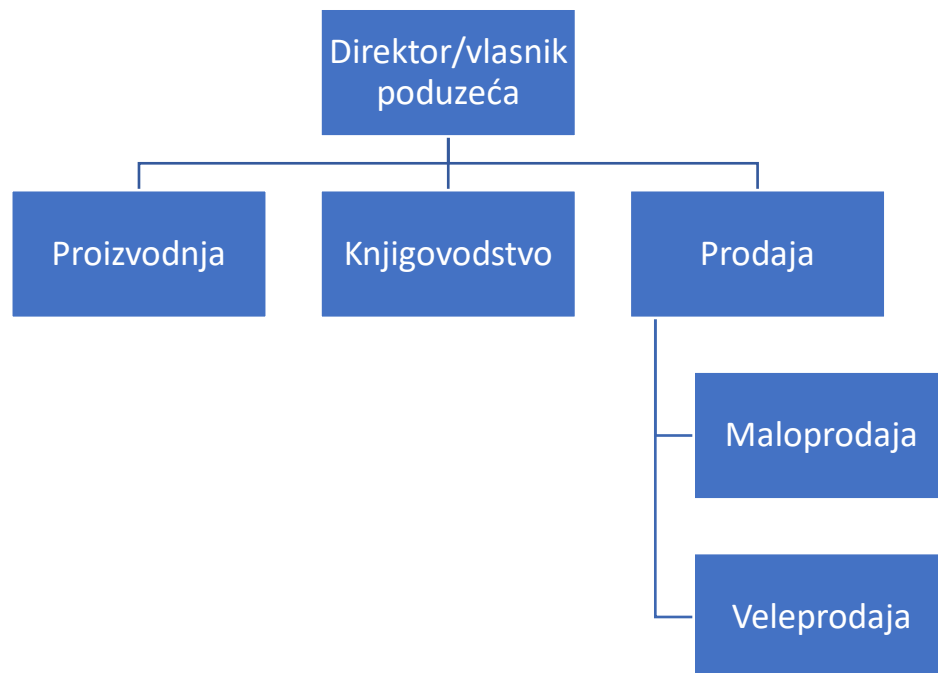 Direktor/vlasnik
poduzeća
Proizvodnja
Knjigovodstvo
Prodaja
Maloprodaja
Veleprodaja